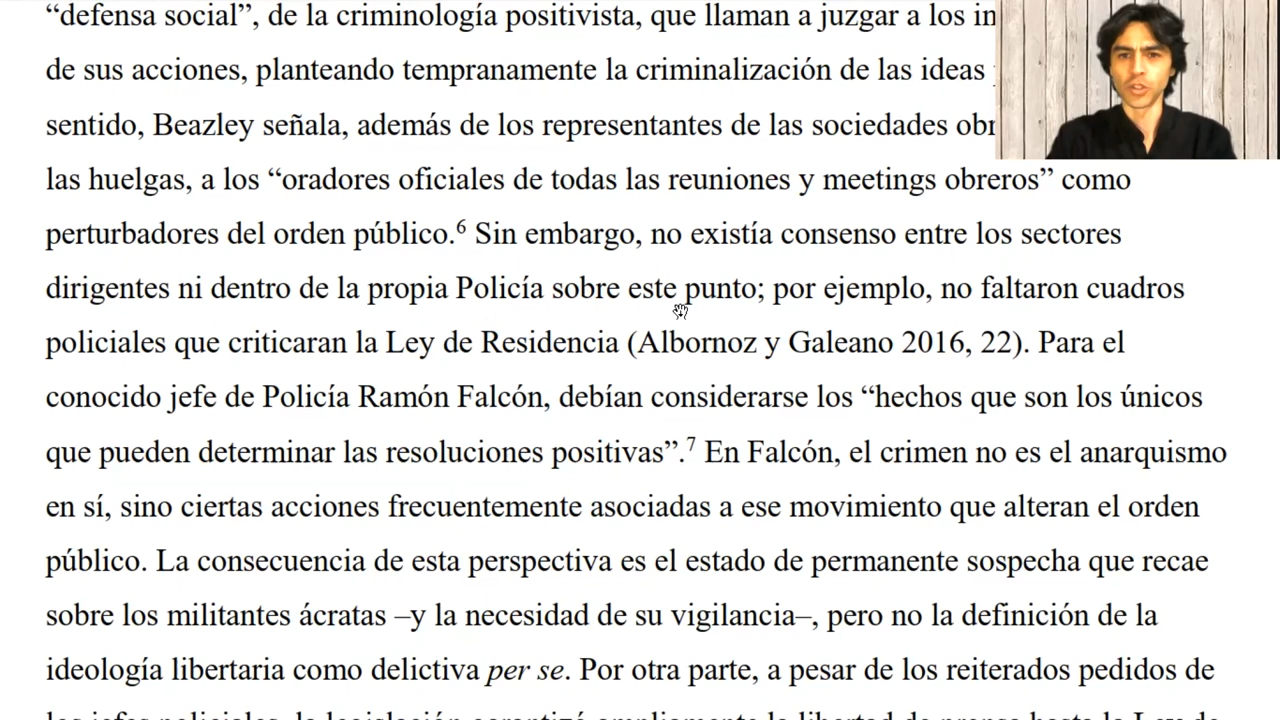 “defensa social”, de la criminología positivista, que llaman a juzgar a los
de sus acciones, planteando tempranamente la criminalización de las ideas
sentido, Beazley señala, además de los representantes de las sociedades
las huelgas, a los “oradores oficiales de todas las reuniones y meetings obreros” como
perturbadores del orden público.⁶ Sin embargo, no existía consenso entre los sectores
dirigentes ni dentro de la propia Policía sobre este punto; por ejemplo, no faltaron cuadros
policiales que criticaran la Ley de Residencia (Albornoz y Galeano 2016, 22). Para el
conocido jefe de Policía Ramón Falcón, debían considerarse los “hechos que son los únicos
que pueden determinar las resoluciones positivas”.⁷ En Falcón, el crimen no es el anarquismo
en sí, sino ciertas acciones frecuentemente asociadas a ese movimiento que alteran el orden
público. La consecuencia de esta perspectiva es el estado de permanente sospecha que recae
sobre los militantes ácratas –y la necesidad de su vigilancia–, pero no la definición de la
ideología libertaria como delictiva per se. Por otra parte, a pesar de los reiterados pedidos de